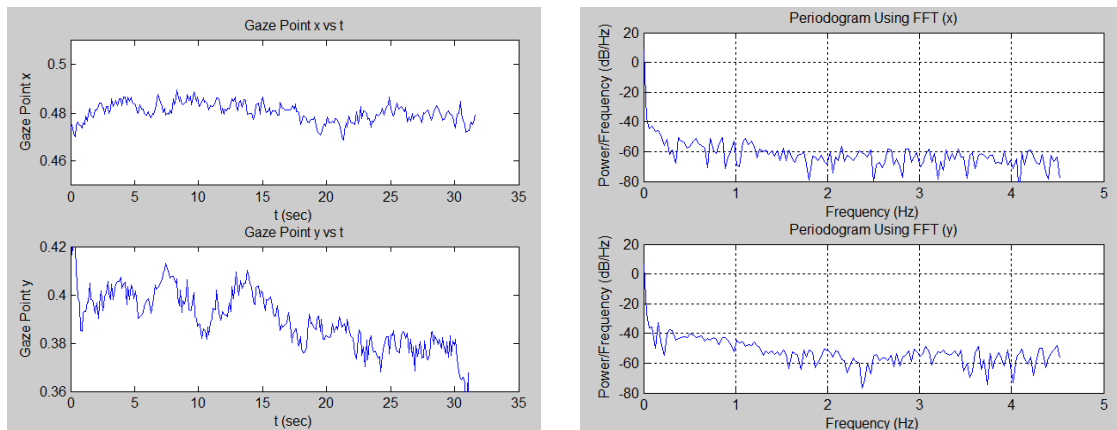 Gaze Point x vs t
0.5
0.48
0.46
Gaze Point x
0 5 10 15 20 25 30 35
t (sec)
Gaze Point y vs t
0.42
0.4
0.38
0.36
Gaze Point y
0 5 10 15 20 25 30 35
t (sec)
Periodogram Using FFT (x)
20
0
-20
-40
-60
-80
Power/Frequency (dB/Hz)
0 1 2 3 4 5
Frequency (Hz)
Periodogram Using FFT (y)
20
0
-20
-40
-60
-80
Power/Frequency (dB/Hz)
0 1 2 3 4 5
Frequency (Hz)